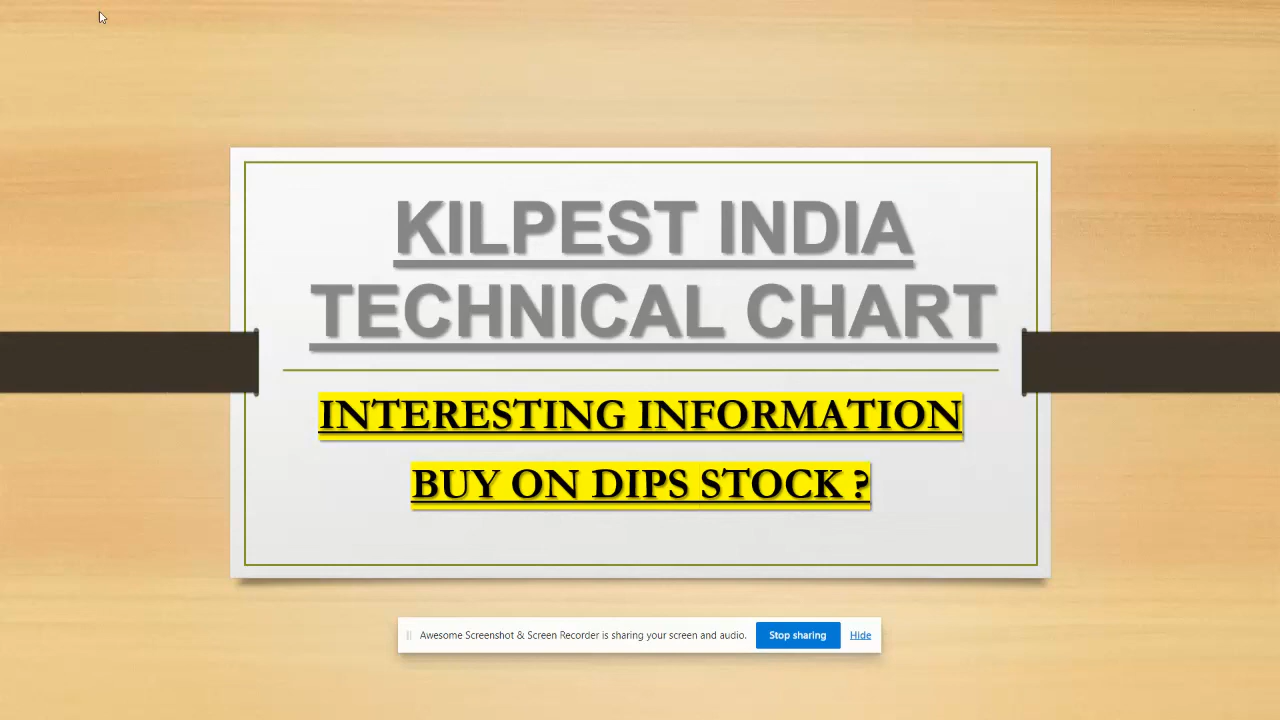 KILPEST INDIA
TECHNICAL CHART
INTERESTING INFORMATION
BUY ON DIPS STOCK ?
Awesome Screenshot & Screen Recorder is sharing your screen and audio. Stop sharing Hide